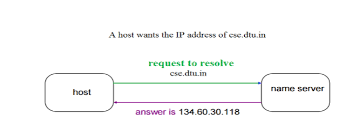 A host wants the IP address of cse.dtu.in
request to resolve
cse.dtu.in
host
name server
answer is 134.60.30.118